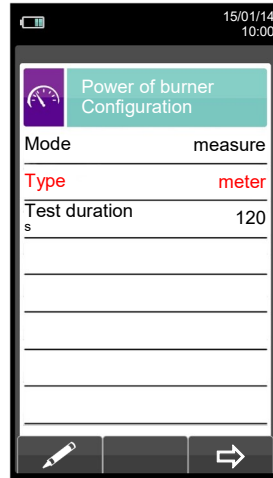 15/01/14
10:00
Power of burner
Configuration
Mode measure
Type meter
Test duration 120
s